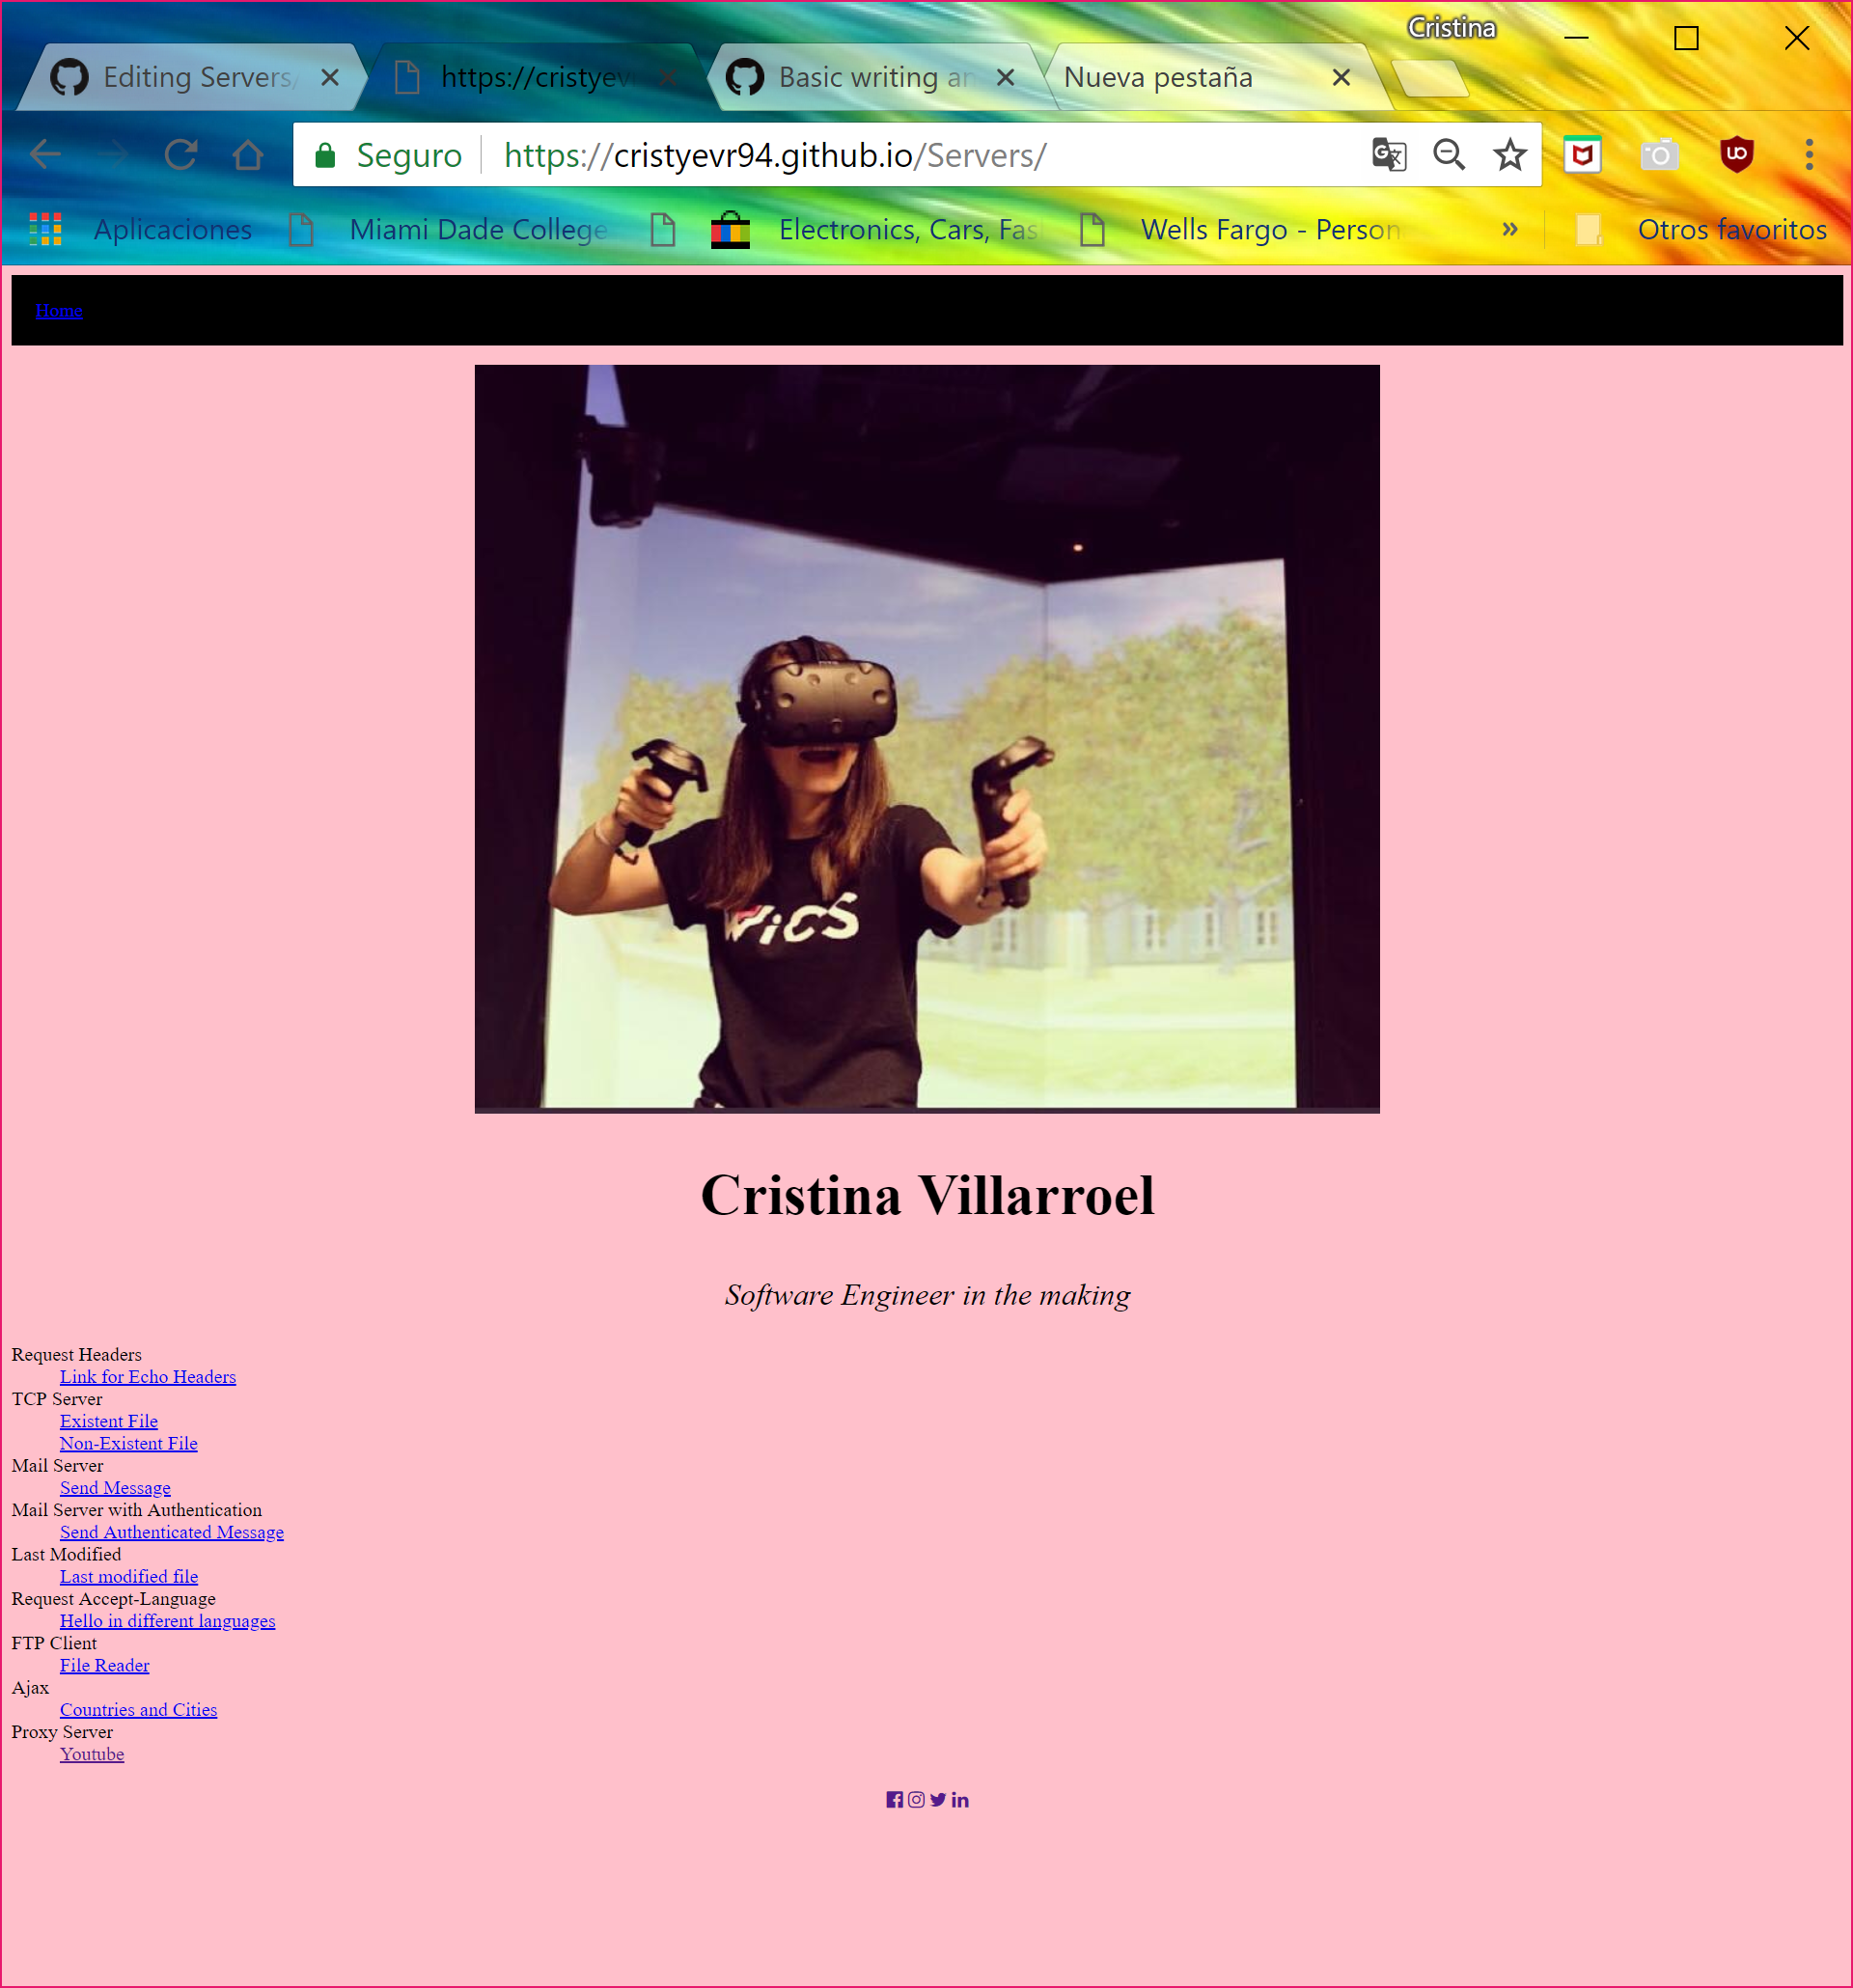 Cristina
Editing Servers/
https://cristyevr
Basic writing an
Nueva pestaña
Seguro
https://cristyevr94.github.io/Servers/
Aplicaciones
Miami Dade College
Electronics, Cars, Fas
Wells Fargo - Person
»
Otros favoritos
Home
WiCS
Cristina Villarroel
Software Engineer in the making
Request Headers
Link for Echo Headers
TCP Server
Existent File
Non-Existent File
Mail Server
Send Message
Mail Server with Authentication
Send Authenticated Message
Last Modified
Last modified file
Request Accept-Language
Hello in different languages
FTP Client
File Reader
Ajax
Countries and Cities
Proxy Server
Youtube